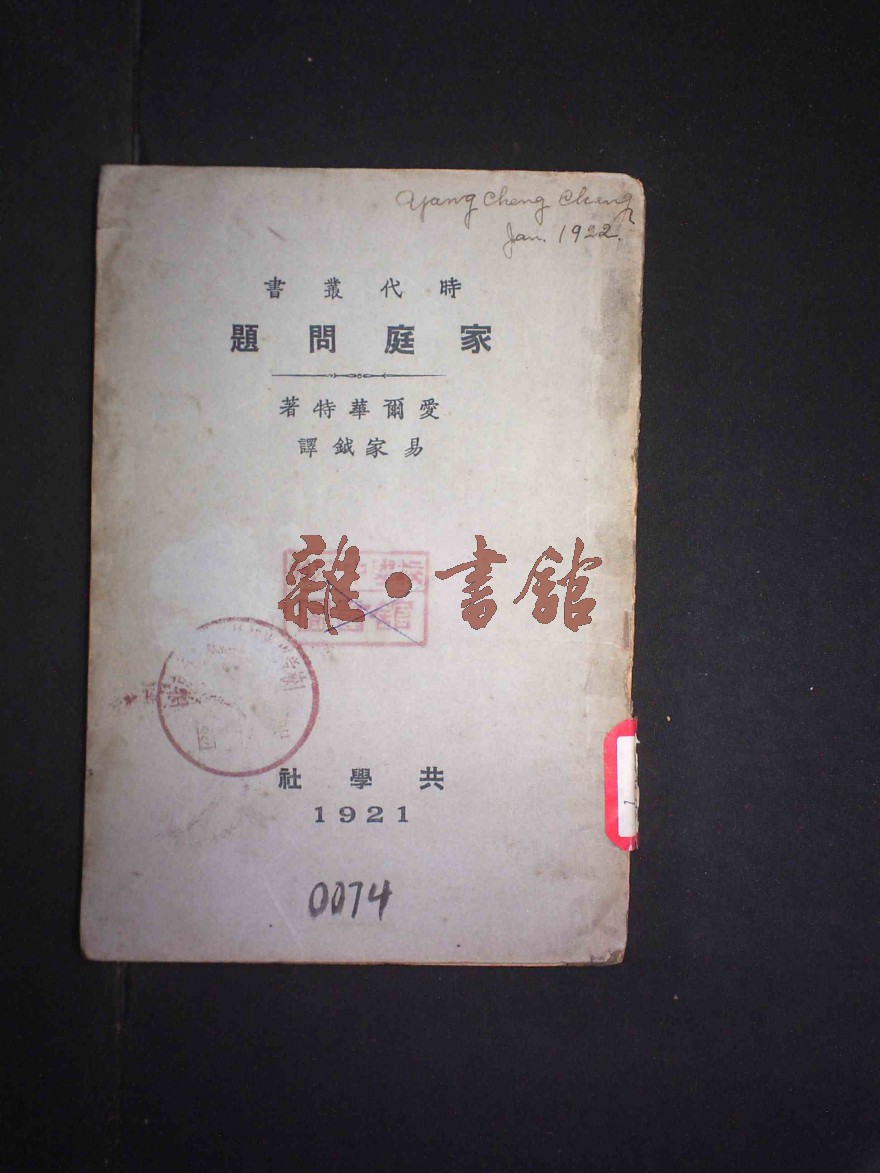 Yang Cheng Cheng
Jan. 1922.
時代叢書
家庭問題
愛爾華特著
易家鉞譯
雜•書館
共學社
1921
0074